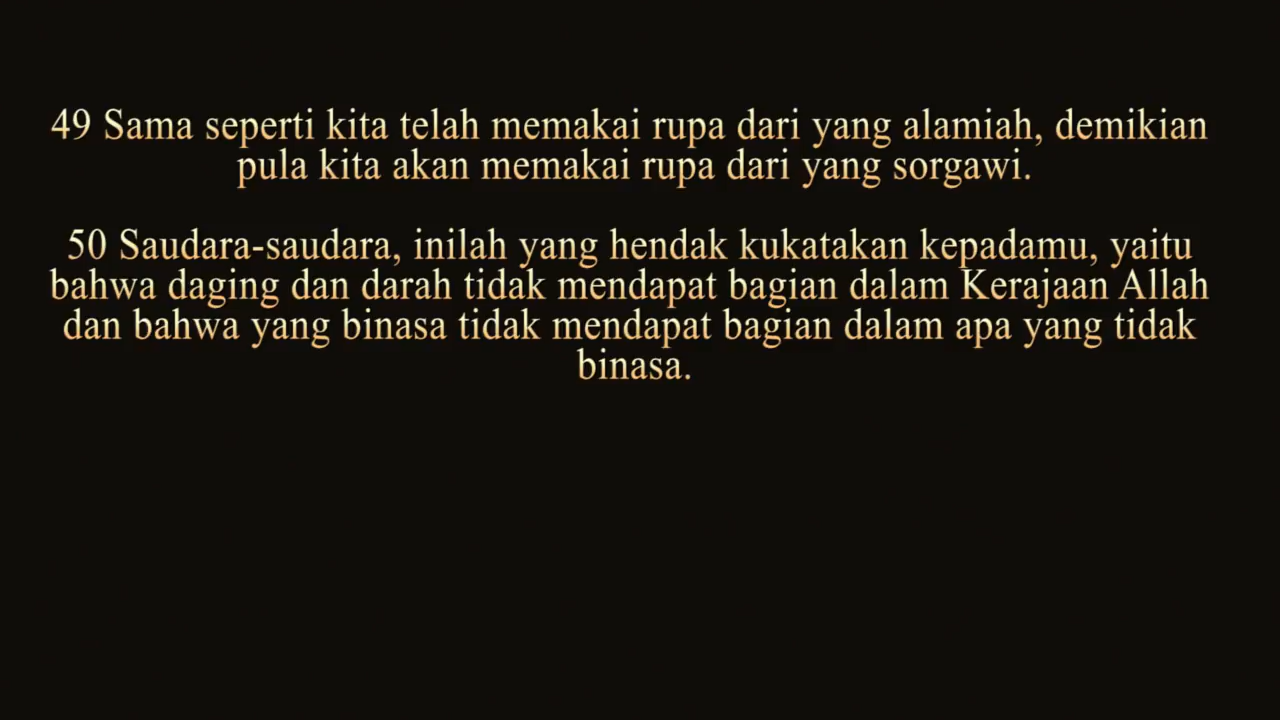 49 Sama seperti kita telah memakai rupa dari yang alamiah, demikian
pula kita akan memakai rupa dari yang sorgawi.
50 Saudara-saudara, inilah yang hendak kukatakan kepadamu, yaitu
bahwa daging dan darah tidak mendapat bagian dalam Kerajaan Allah
dan bahwa yang binasa tidak mendapat bagian dalam apa yang tidak
binasa.